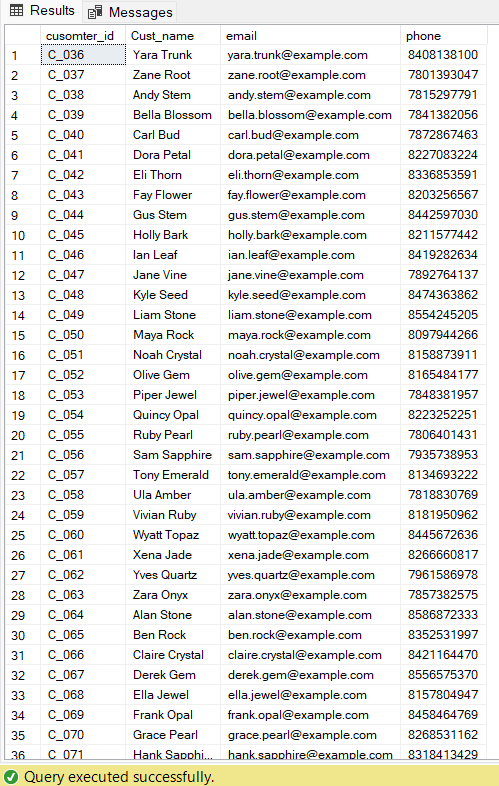 Results Messages
cusomter_id Cust_name email phone
1 C_036 Yara Trunk yara.trunk@example.com 8408138100
2 C_037 Zane Root zane.root@example.com 7801393047
3 C_038 Andy Stem andy.stem@example.com 7815297791
4 C_039 Bella Blossom bella.blossom@example.com 7841382056
5 C_040 Carl Bud carl.bud@example.com 7872867463
6 C_041 Dora Petal dora.petal@example.com 8227083224
7 C_042 Eli Thorn eli.thorn@example.com 8336853591
8 C_043 Fay Flower fay.flower@example.com 8203256567
9 C_044 Gus Stem gus.stem@example.com 8442597030
10 C_045 Holly Bark holly.bark@example.com 8211577442
11 C_046 Ian Leaf ian.leaf@example.com 8419282634
12 C_047 Jane Vine jane.vine@example.com 7892764137
13 C_048 Kyle Seed kyle.seed@example.com 8474363862
14 C_049 Liam Stone liam.stone@example.com 8554245205
15 C_050 Maya Rock maya.rock@example.com 8097944266
16 C_051 Noah Crystal noah.crystal@example.com 8158873911
17 C_052 Olive Gem olive.gem@example.com 8165484177
18 C_053 Piper Jewel piper.jewel@example.com 7848381957
19 C_054 Quincy Opal quincy.opal@example.com 8223252251
20 C_055 Ruby Pearl ruby.pearl@example.com 7806401431
21 C_056 Sam Sapphire sam.sapphire@example.com 7935738953
22 C_057 Tony Emerald tony.emerald@example.com 8134693222
23 C_058 Ula Amber ula.amber@example.com 7818830769
24 C_059 Vivian Ruby vivian.ruby@example.com 8181950962
25 C_060 Wyatt Topaz wyatt.topaz@example.com 8445672636
26 C_061 Xena Jade xena.jade@example.com 8266660817
27 C_062 Yves Quartz yves.quartz@example.com 7961586978
28 C_063 Zara Onyx zara.onyx@example.com 7857382575
29 C_064 Alan Stone alan.stone@example.com 8586872333
30 C_065 Ben Rock ben.rock@example.com 8352531997
31 C_066 Claire Crystal claire.crystal@example.com 8421164470
32 C_067 Derek Gem derek.gem@example.com 8556575370
33 C_068 Ella Jewel ella.jewel@example.com 8157804947
34 C_069 Frank Opal frank.opal@example.com 8458464769
35 C_070 Grace Pearl grace.pearl@example.com 8268531162
36 C_071 Hank Sapphi... hank.sapphire@example.com 8318413429
Query executed successfully.